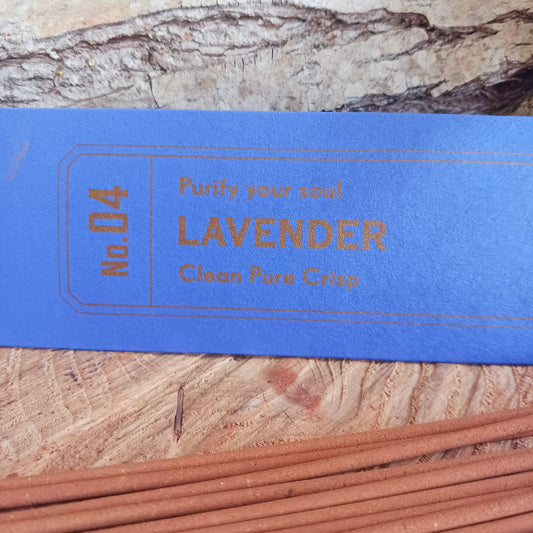 No.04
Purify your soul
LAVENDER
Clean Pure Crisp